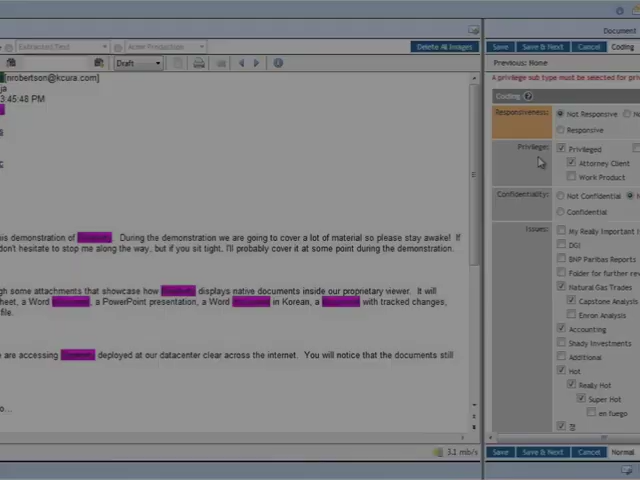 Document
Extracted Text
Acme Production
Delete All Images
Save
Save & Next
Cancel
Coding
Draft
Previous: None
[nrobertson@kcura.com]
A privilege sub type must be selected for
3:45:48 PM
Coding
Responsiveness:
Not Responsive
Responsive
Privilege:
Privileged
Attorney Client
Work Product
Confidentiality:
Not Confidential
Confidential
Issues:
My Really Important
DGI
BNP Paribas Reports
Folder for further
Natural Gas Trades
Capstone Analysis
Enron Analysis
Accounting
Shady Investments
Additional
Hot
Really Hot
Super Hot
en fuego
his demonstration of . During the demonstration we are going to cover a lot of material so please stay awake! If
don't hesitate to stop me along the way, but if you sit tight, I'll probably cover it at some point during the demonstration.
gh some attachments that showcase how displays native documents inside our proprietary viewer. It will
heet, a Word , a PowerPoint presentation, a Word in Korean, a with tracked changes,
file.
e are accessing deployed at our datacenter clear across the internet. You will notice that the documents still
o...
3.1 mb/s
Save
Save & Next
Cancel
Normal